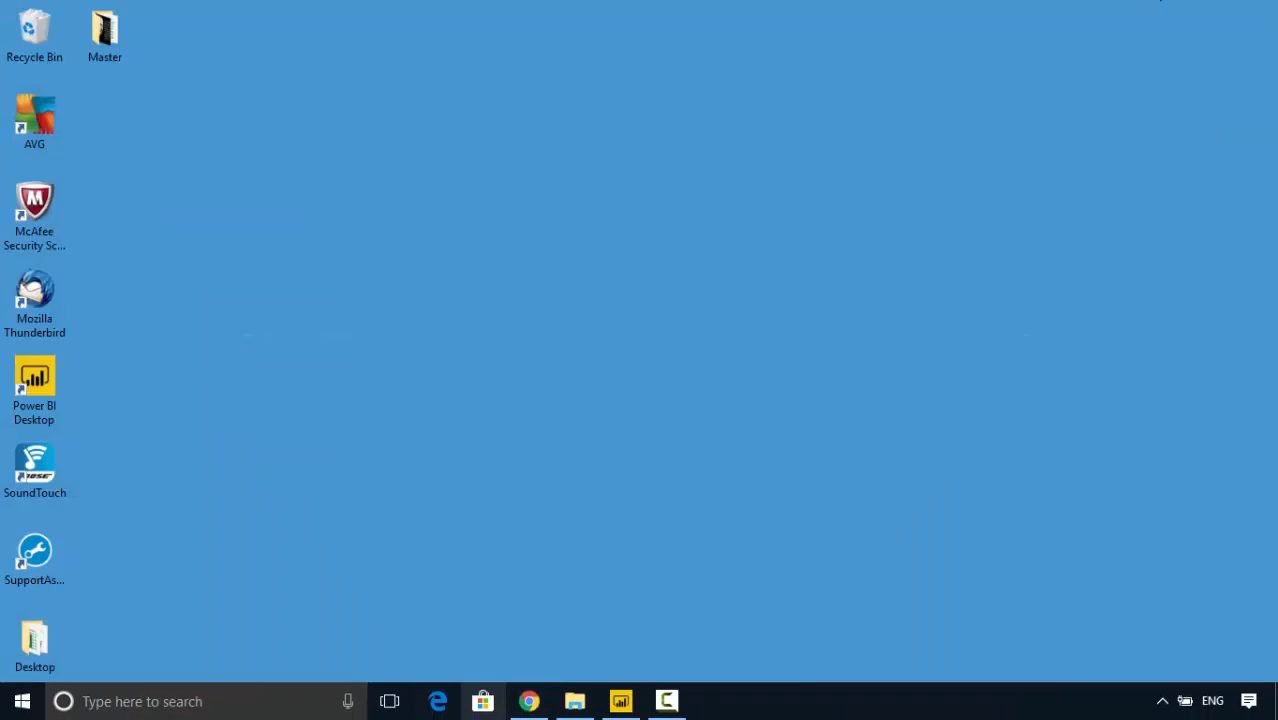 Recycle Bin
Master
AVG
McAfee
Security Sc...
Mozilla
Thunderbird
Power BI
Desktop
BOSE
SoundTouch
SupportAs...
Desktop
Type here to search
ENG